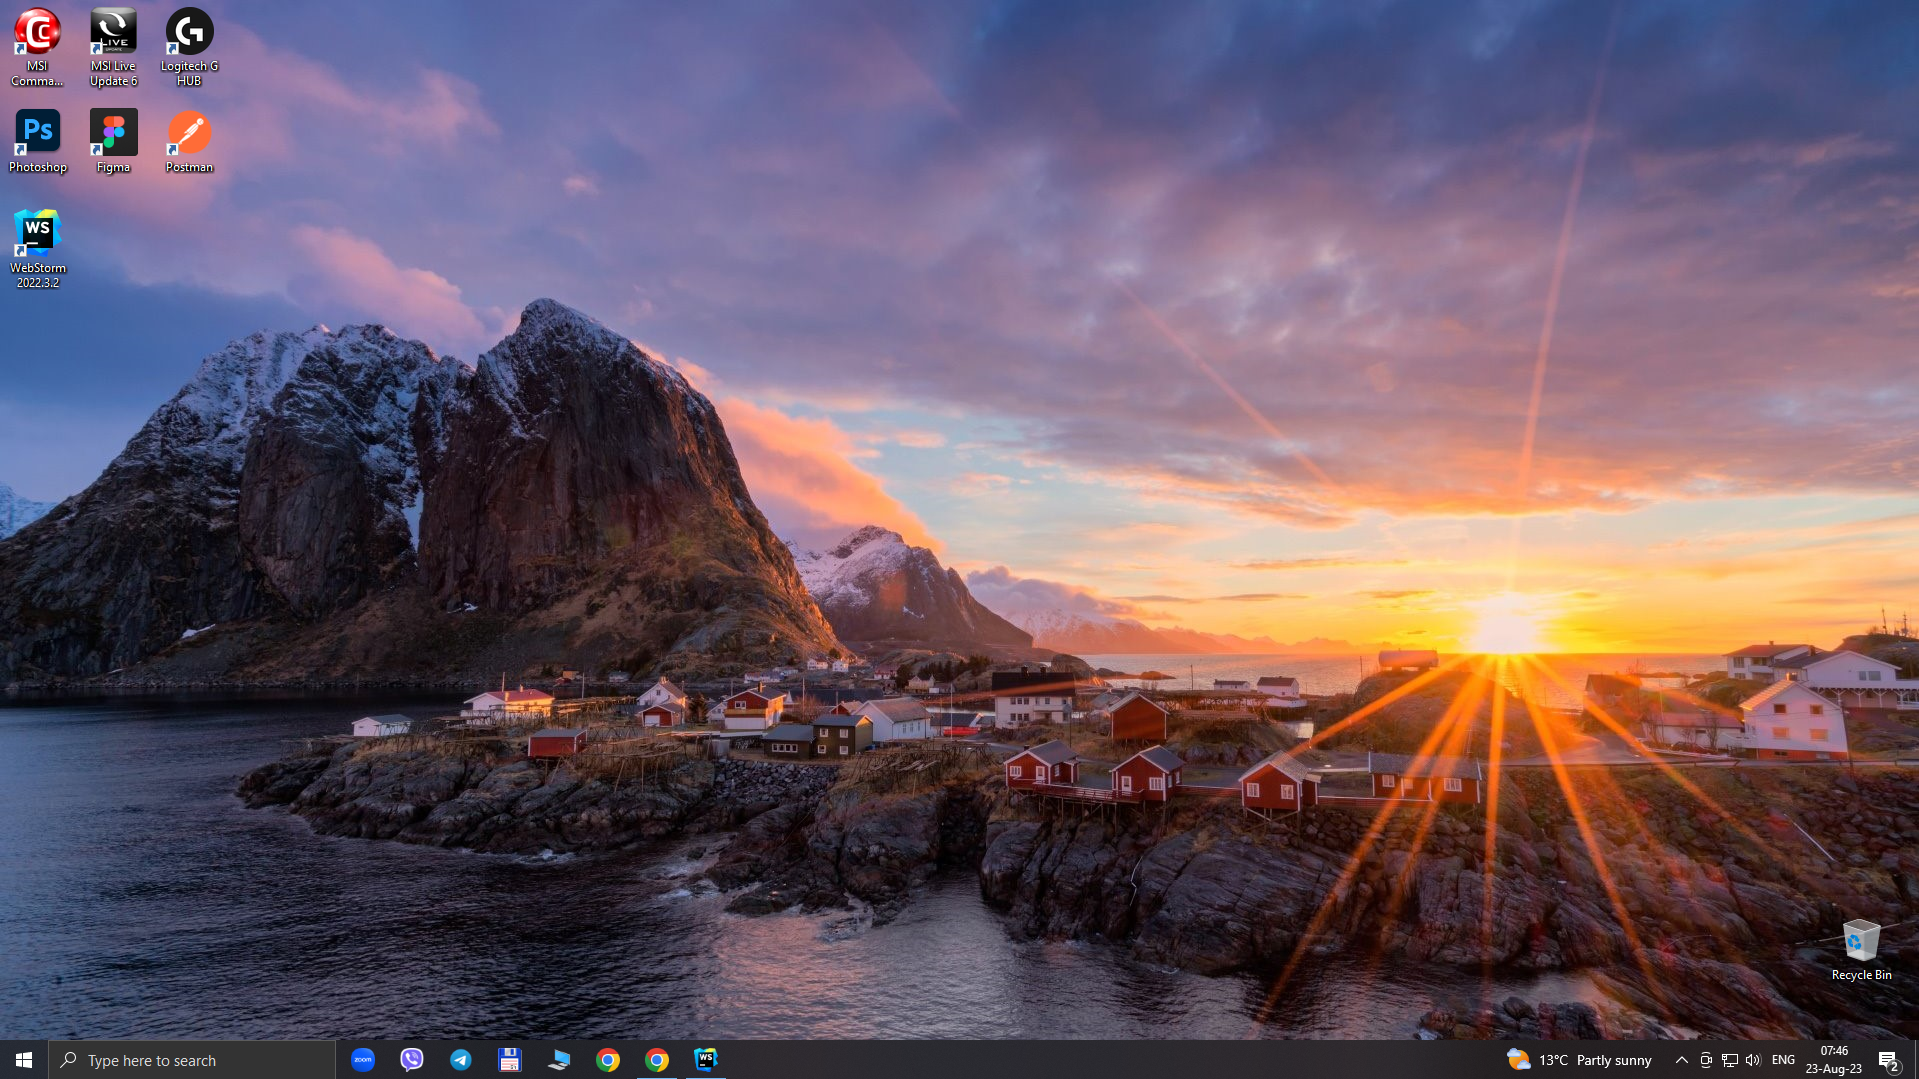 MSI
Comma...
LIVE
UPDATE
MSI Live
Update 6
Logitech G
HUB
Ps
Photoshop
Figma
Postman
WS
WebStorm
2022.3.2
Recycle Bin
Type here to search
zoom
WS
13°C Partly sunny
ENG
07:46
23-Aug-23
2